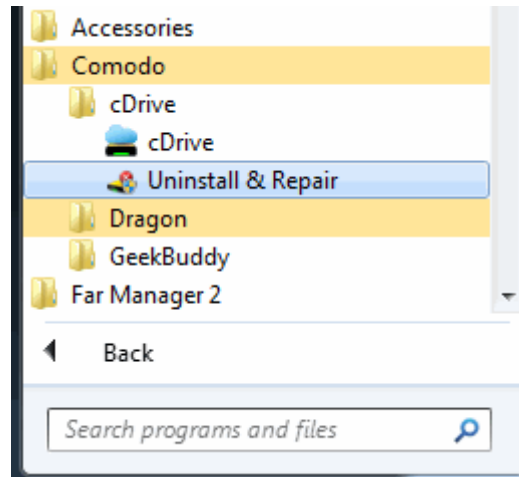 Accessories
Comodo
cDrive
cDrive
Uninstall & Repair
Dragon
GeekBuddy
Far Manager 2
Back
Search programs and files